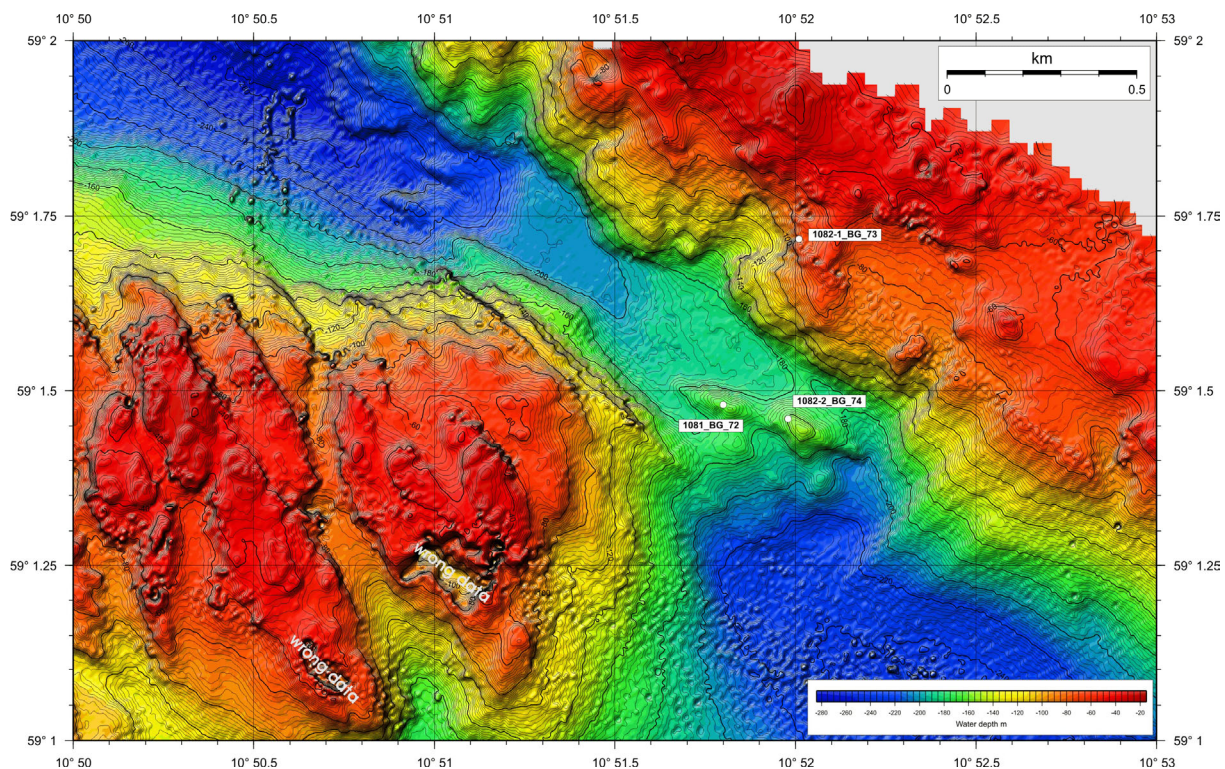 10° 50 10° 50.5 10° 51 10° 51.5 10° 52 10° 52.5 10° 53
59° 2 59° 2
km
0 0.5
59° 1.75 59° 1.75
1082-1_BG_73
59° 1.5 59° 1.5
1082-2_BG_74
1081_BG_72
wrong data
59° 1.25 59° 1.25
wrong data
-280 -260 -240 -220 -200 -180 -160 -140 -120 -100 -80 -60 -40 -20
Water depth m
59° 1 59° 1
10° 50 10° 50.5 10° 51 10° 51.5 10° 52 10° 52.5 10° 53